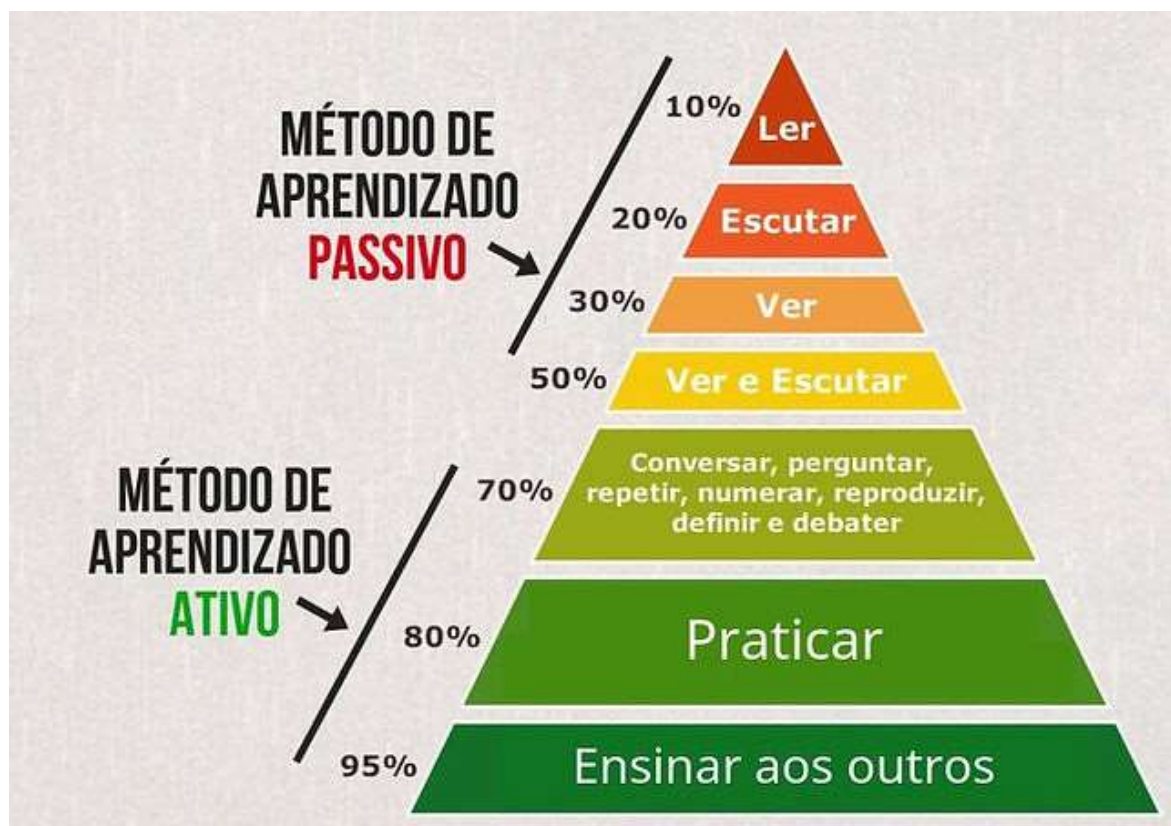 MÉTODO DE
APRENDIZADO
PASSIVO
10%
Ler
20%
Escutar
30%
Ver
50%
Ver e Escutar
MÉTODO DE
APRENDIZADO
ATIVO
70%
Conversar, perguntar,
repetir, numerar, reproduzir,
definir e debater
80%
Praticar
95%
Ensinar aos outros